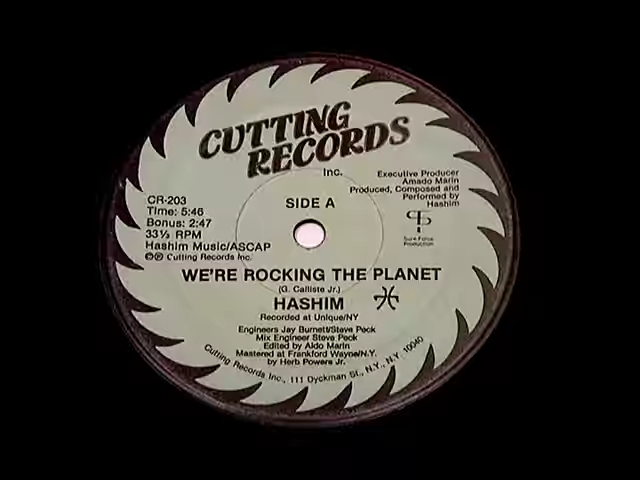 CUTTING
RECORDS
Inc.
CR-203
Time: 5:46
Bonus: 2:47
33⅓ RPM
Hashim Music/ASCAP
©℗ Cutting Records Inc.
SIDE A
Executive Producer
Amado Marin
Produced, Composed and
Performed by
Hashim
Sure Force
Production
WE'RE ROCKING THE PLANET
(G. Calliste Jr.)
HASHIM
Recorded at Unique/NY
Engineers Jay Burnett/Steve Peck
Mix Engineer Steve Peck
Edited by Aldo Marin
Mastered at Frankford Wayne/N.Y.
by Herb Powers Jr.
Cutting Records Inc., 111 Dyckman St., N.Y., N.Y. 10040